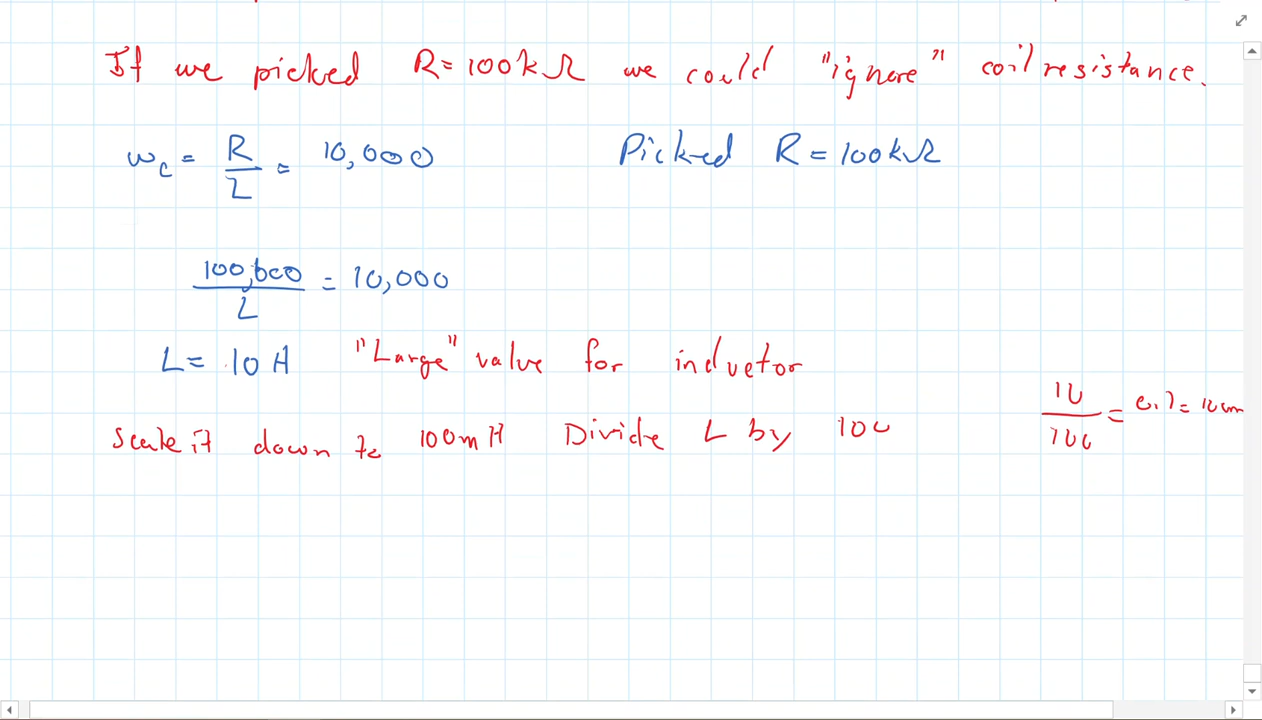 If we picked R = 100kΩ we could "ignore" coil resistance.
ωc = R/L = 10,000 Picked R = 100kΩ
100,000/L = 10,000
L = 10 H "Large" value for inductor
Scale it down to 100mH Divide L by 100 10/100 = 0.1 = 100m